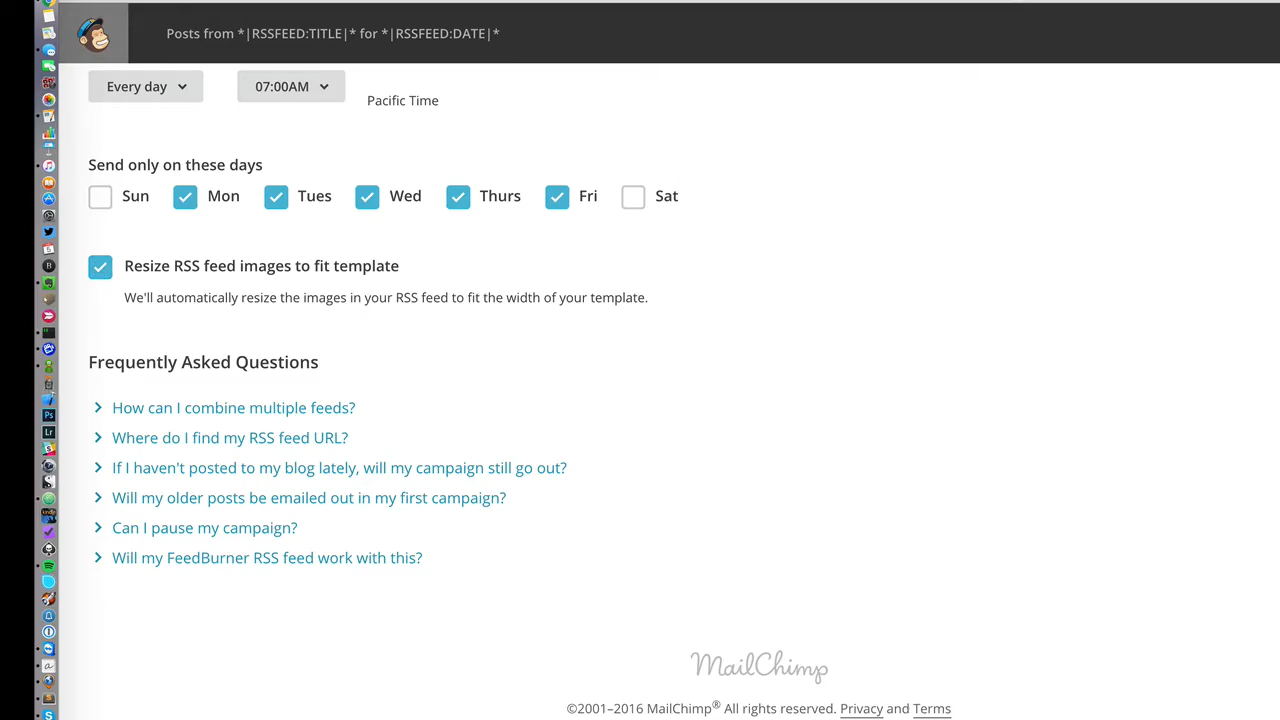 Posts from *|RSSFEED:TITLE|* for *|RSSFEED:DATE|*
Every day 07:00AM Pacific Time
Send only on these days
Sun Mon Tues Wed Thurs Fri Sat
Resize RSS feed images to fit template
We'll automatically resize the images in your RSS feed to fit the width of your template.
Frequently Asked Questions
How can I combine multiple feeds?
Where do I find my RSS feed URL?
If I haven't posted to my blog lately, will my campaign still go out?
Will my older posts be emailed out in my first campaign?
Can I pause my campaign?
Will my FeedBurner RSS feed work with this?
MailChimp
©2001–2016 MailChimp® All rights reserved. Privacy and Terms
Ps
Lr